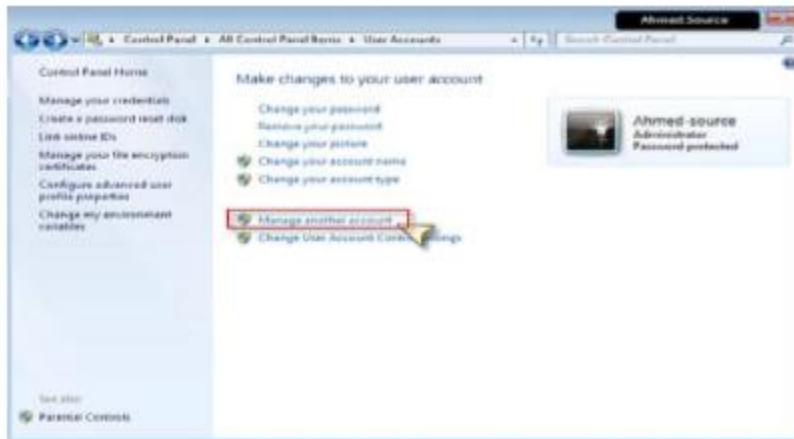 Ahmed.Source
Control Panel ▸ All Control Panel Items ▸ User Accounts
Search Control Panel
Control Panel Home
Manage your credentials
Create a password reset disk
Link online IDs
Manage your file encryption
certificates
Configure advanced user
profile properties
Change my environment
variables
See also
Parental Controls
Make changes to your user account
Change your password
Remove your password
Change your picture
Change your account name
Change your account type
Manage another account
Change User Account Control settings
Ahmed-source
Administrator
Password protected